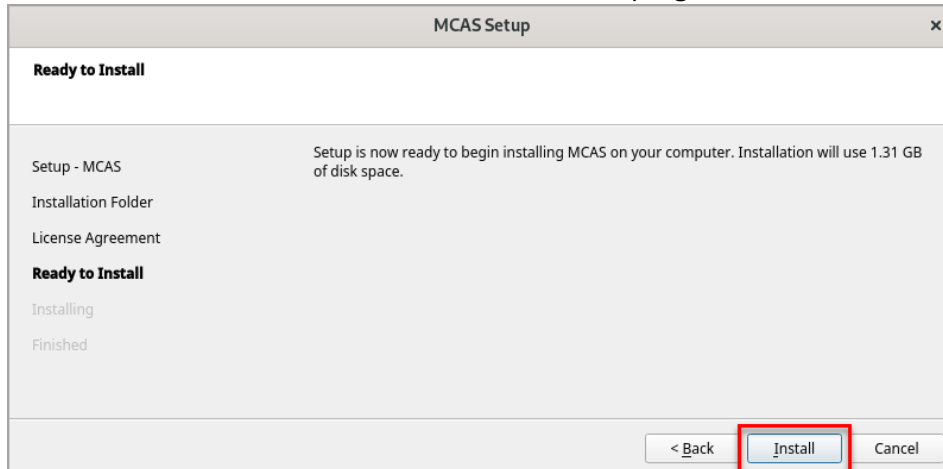 MCAS Setup
×
Ready to Install
Setup - MCAS
Installation Folder
License Agreement
Ready to Install
Installing
Finished
Setup is now ready to begin installing MCAS on your computer. Installation will use 1.31 GB
of disk space.
< Back
Install
Cancel